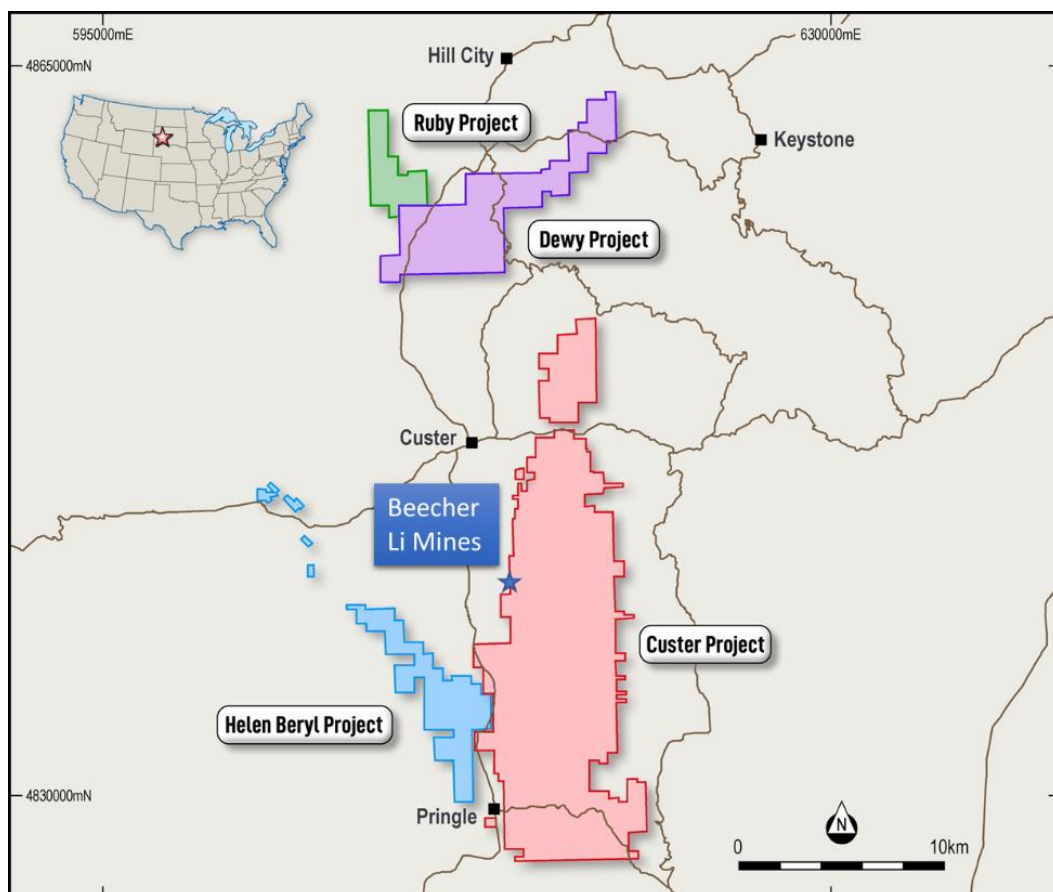 595000mE
630000mE
4865000mN
Hill City
Ruby Project
Keystone
Dewy Project
Custer
Beecher
Li Mines
Custer Project
Helen Beryl Project
4830000mN
Pringle
N
0
10km